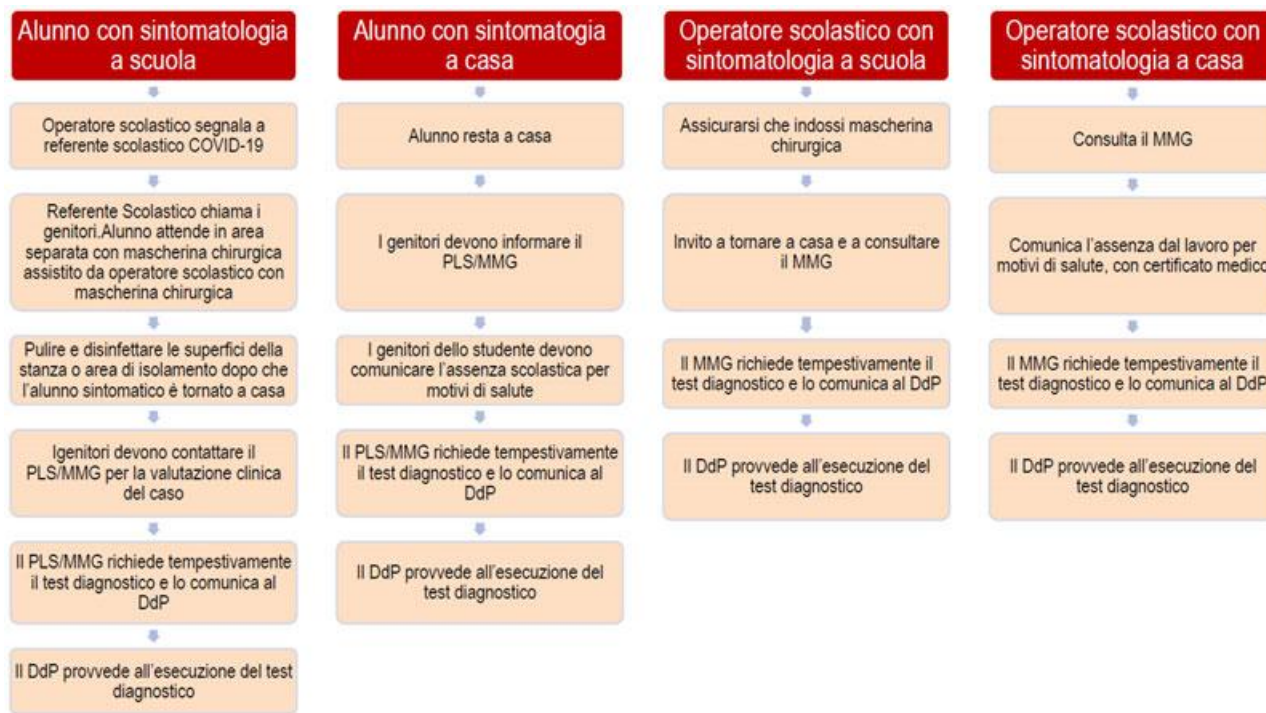 Alunno con sintomatologia
a scuola
Operatore scolastico segnala a
referente scolastico COVID-19
Referente Scolastico chiama i
genitori.Alunno attende in area
separata con mascherina chirurgica
assistito da operatore scolastico con
mascherina chirurgica
Pulire e disinfettare le superfici della
stanza o area di isolamento dopo che
l'alunno sintomatico è tornato a casa
Igenitori devono contattare il
PLS/MMG per la valutazione clinica
del caso
Il PLS/MMG richiede tempestivamente
il test diagnostico e lo comunica al
DdP
Il DdP provvede all'esecuzione del test
diagnostico
Alunno con sintomatogia
a casa
Alunno resta a casa
I genitori devono informare il
PLS/MMG
I genitori dello studente devono
comunicare l'assenza scolastica per
motivi di salute
Il PLS/MMG richiede tempestivamente
il test diagnostico e lo comunica al
DdP
Il DdP provvede all'esecuzione del
test diagnostico
Operatore scolastico con
sintomatologia a scuola
Assicurarsi che indossi mascherina
chirurgica
Invito a tornare a casa e a consultare
il MMG
Il MMG richiede tempestivamente il
test diagnostico e lo comunica al DdP
Il DdP provvede all'esecuzione del
test diagnostico
Operatore scolastico con
sintomatologia a casa
Consulta il MMG
Comunica l'assenza dal lavoro per
motivi di salute, con certificato medico
Il MMG richiede tempestivamente il
test diagnostico e lo comunica al DdP
Il DdP provvede all'esecuzione del
test diagnostico